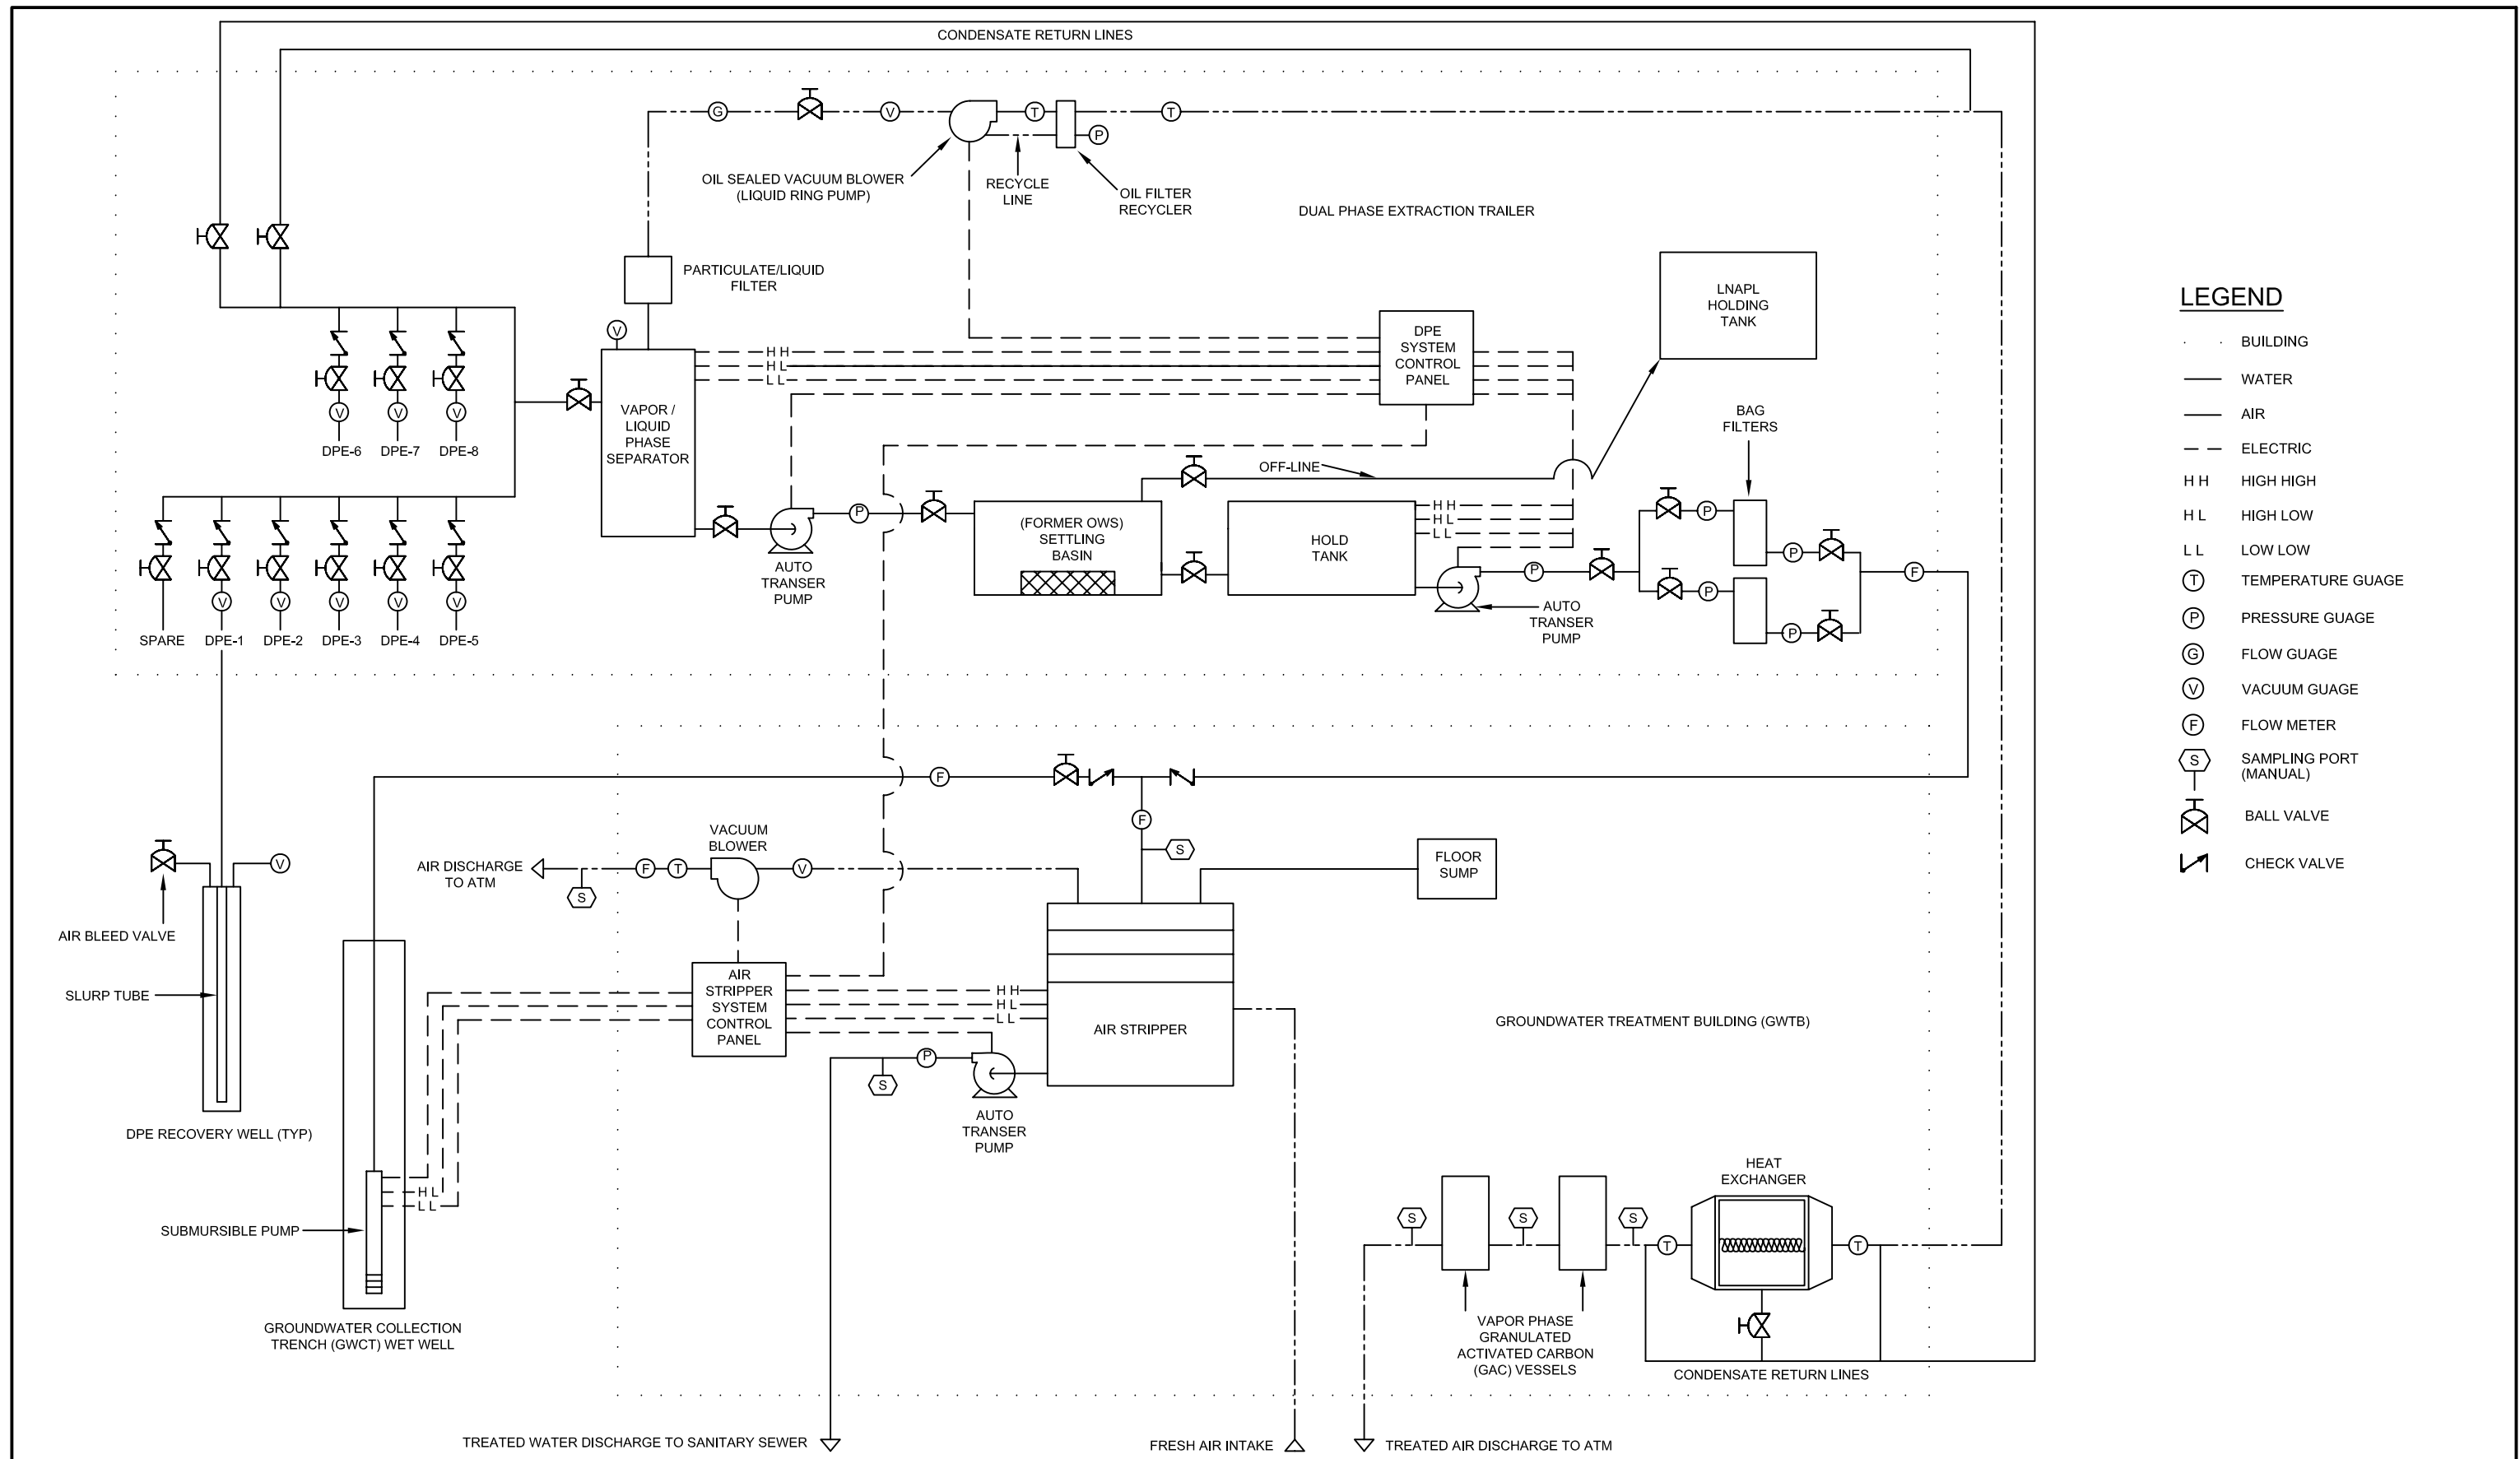 CONDENSATE RETURN LINES
G
V
T
T
P
OIL SEALED VACUUM BLOWER
(LIQUID RING PUMP)
RECYCLE
LINE
OIL FILTER
RECYCLER
DUAL PHASE EXTRACTION TRAILER
PARTICULATE/LIQUID
FILTER
V
VAPOR /
LIQUID
PHASE
SEPARATOR
H H
H L
L L
DPE
SYSTEM
CONTROL
PANEL
LNAPL
HOLDING
TANK
V
V
V
DPE-6
DPE-7
DPE-8
V
V
V
V
V
SPARE
DPE-1
DPE-2
DPE-3
DPE-4
DPE-5
AUTO
TRANSER
PUMP
P
(FORMER OWS)
SETTLING
BASIN
OFF-LINE
HOLD
TANK
H H
H L
L L
AUTO
TRANSER
PUMP
P
BAG
FILTERS
P
P
P
P
F
LEGEND
BUILDING
WATER
AIR
ELECTRIC
H H
HIGH HIGH
H L
HIGH LOW
L L
LOW LOW
T
TEMPERATURE GUAGE
P
PRESSURE GUAGE
G
FLOW GUAGE
V
VACUUM GUAGE
F
FLOW METER
S
SAMPLING PORT
(MANUAL)
BALL VALVE
CHECK VALVE
F
F
S
VACUUM
BLOWER
AIR DISCHARGE
TO ATM
S
F
T
V
FLOOR
SUMP
V
AIR BLEED VALVE
SLURP TUBE
DPE RECOVERY WELL (TYP)
AIR
STRIPPER
SYSTEM
CONTROL
PANEL
H H
H L
L L
AIR STRIPPER
GROUNDWATER TREATMENT BUILDING (GWTB)
S
P
AUTO
TRANSER
PUMP
H L
L L
SUBMURSIBLE PUMP
GROUNDWATER COLLECTION
TRENCH (GWCT) WET WELL
HEAT
EXCHANGER
S
S
S
T
T
VAPOR PHASE
GRANULATED
ACTIVATED CARBON
(GAC) VESSELS
CONDENSATE RETURN LINES
TREATED WATER DISCHARGE TO SANITARY SEWER
FRESH AIR INTAKE
TREATED AIR DISCHARGE TO ATM